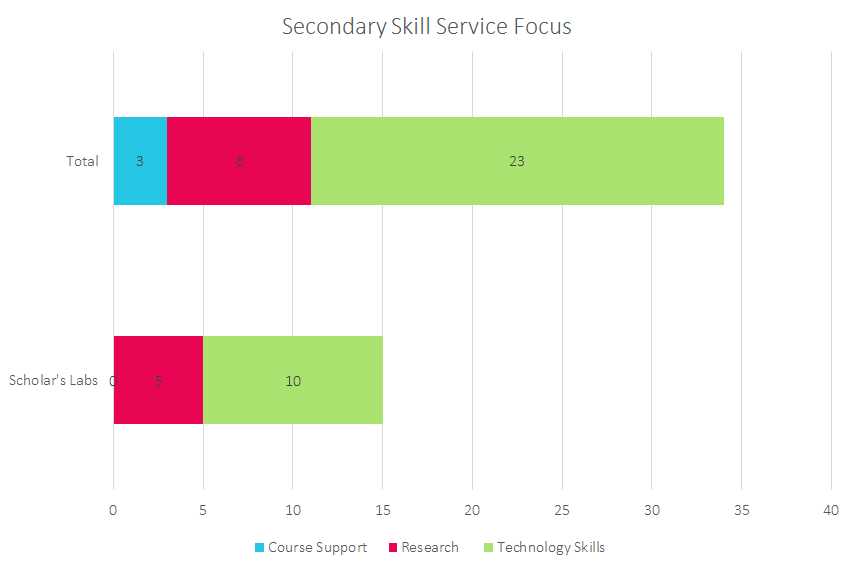 Secondary Skill Service Focus
Total
3 8 23
Scholar's Labs
0 5 10
0 5 10 15 20 25 30 35 40
Course Support Research Technology Skills